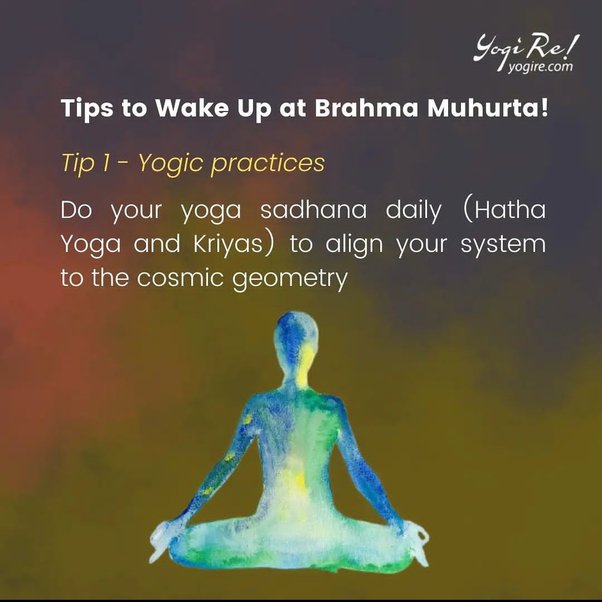 Yogi Re!
yogire.com
Tips to Wake Up at Brahma Muhurta!
Tip 1 - Yogic practices
Do your yoga sadhana daily (Hatha
Yoga and Kriyas) to align your system
to the cosmic geometry